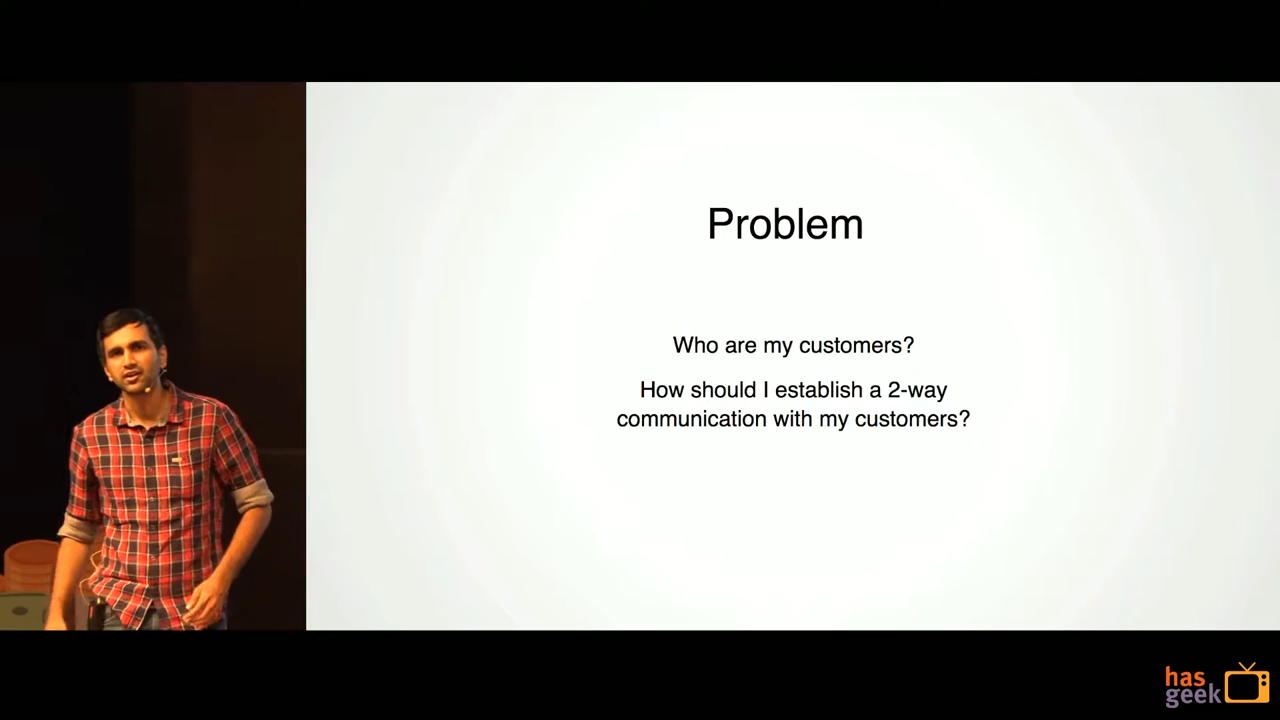 Problem
Who are my customers?
How should I establish a 2-way
communication with my customers?
has
geek